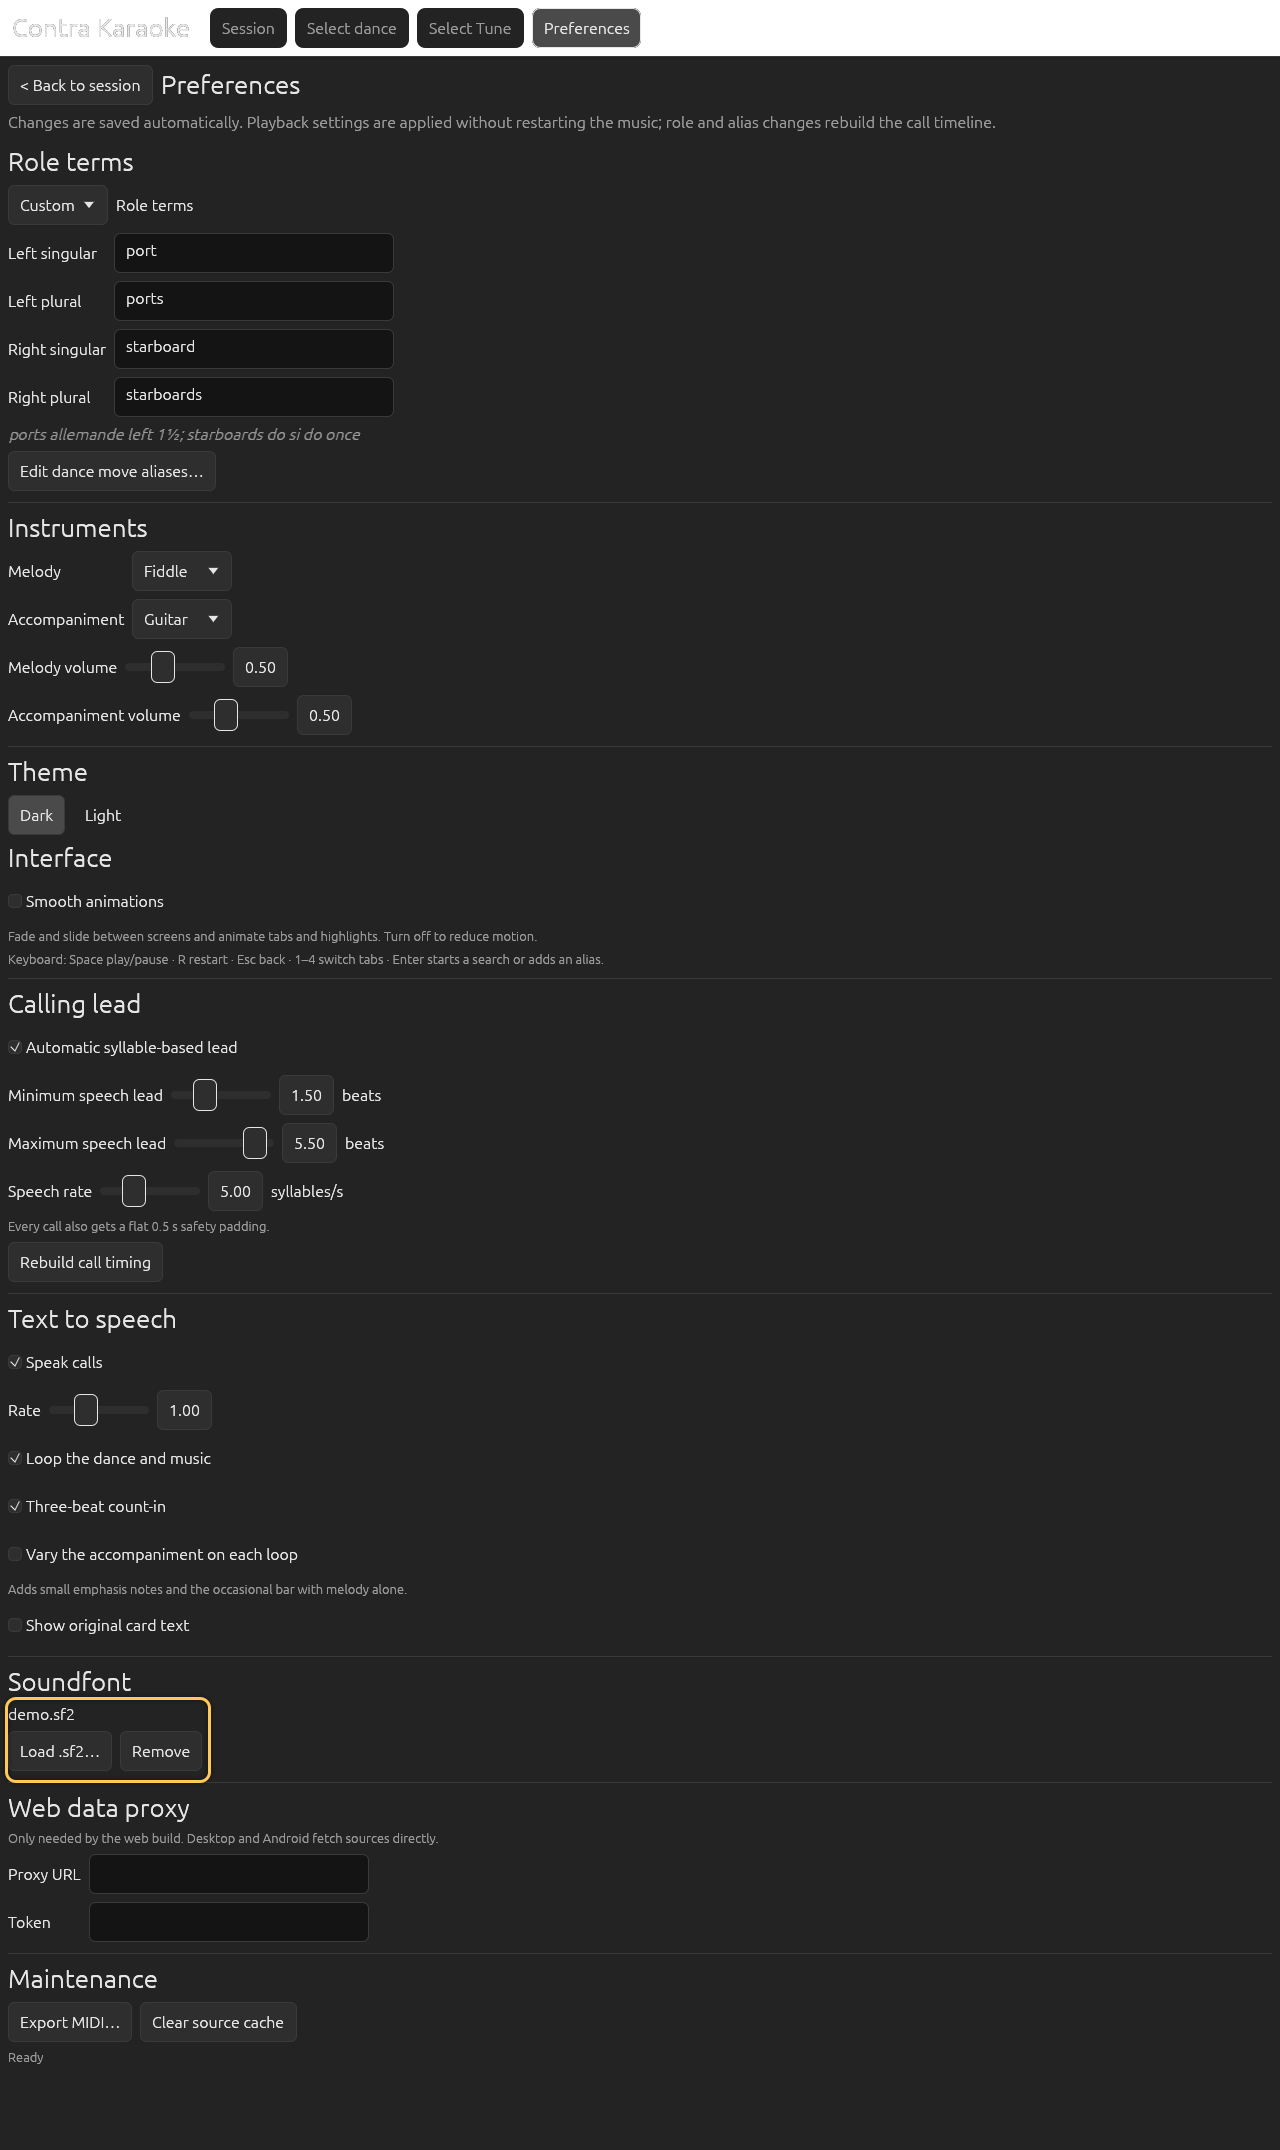 Contra Karaoke Session Select dance Select Tune Preferences
< Back to session Preferences
Changes are saved automatically. Playback settings are applied without restarting the music; role and alias changes rebuild the call timeline.
Role terms
Custom Role terms
Left singular port
Left plural ports
Right singular starboard
Right plural starboards
ports allemande left 1½; starboards do si do once
Edit dance move aliases...
Instruments
Melody Fiddle
Accompaniment Guitar
Melody volume 0.50
Accompaniment volume 0.50
Theme
Dark Light
Interface
Smooth animations
Fade and slide between screens and animate tabs and highlights. Turn off to reduce motion.
Keyboard: Space play/pause · R restart · Esc back · 1–4 switch tabs · Enter starts a search or adds an alias.
Calling lead
Automatic syllable-based lead
Minimum speech lead 1.50 beats
Maximum speech lead 5.50 beats
Speech rate 5.00 syllables/s
Every call also gets a flat 0.5 s safety padding.
Rebuild call timing
Text to speech
Speak calls
Rate 1.00
Loop the dance and music
Three-beat count-in
Vary the accompaniment on each loop
Adds small emphasis notes and the occasional bar with melody alone.
Show original card text
Soundfont
demo.sf2
Load .sf2... Remove
Web data proxy
Only needed by the web build. Desktop and Android fetch sources directly.
Proxy URL
Token
Maintenance
Export MIDI... Clear source cache
Ready